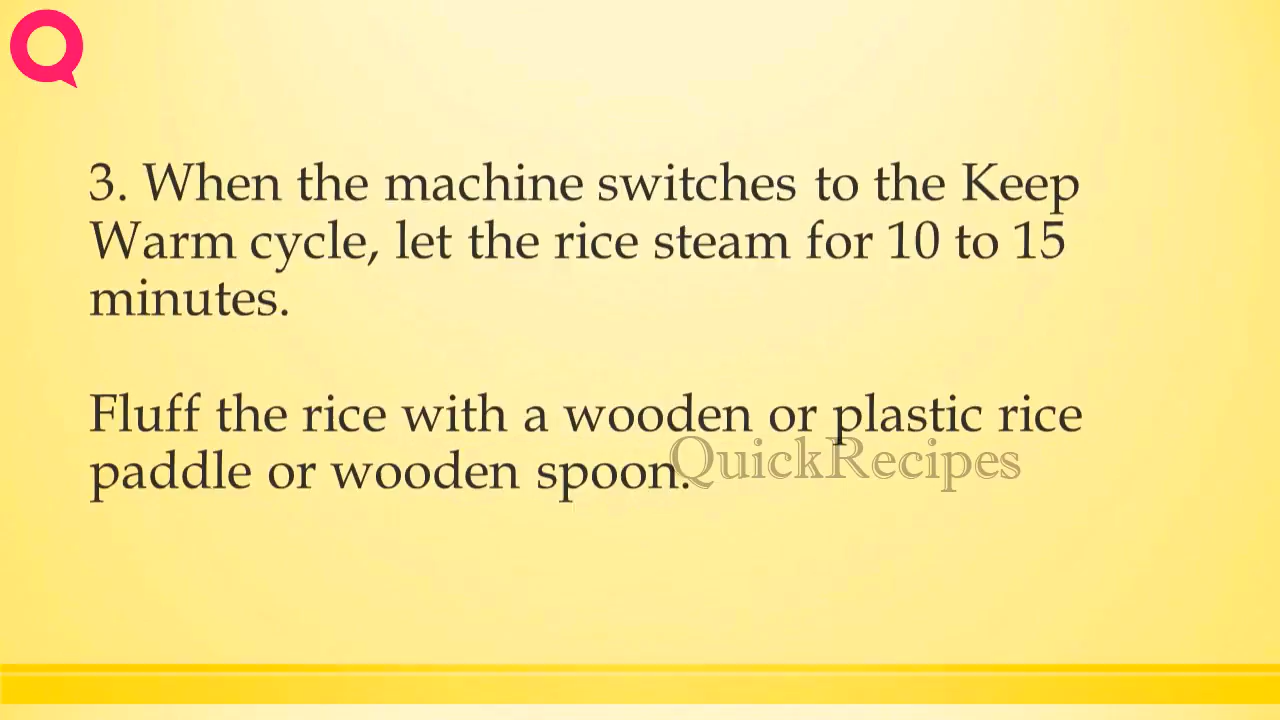 3. When the machine switches to the Keep
Warm cycle, let the rice steam for 10 to 15
minutes.
Fluff the rice with a wooden or plastic rice
paddle or wooden spoon.
QuickRecipes